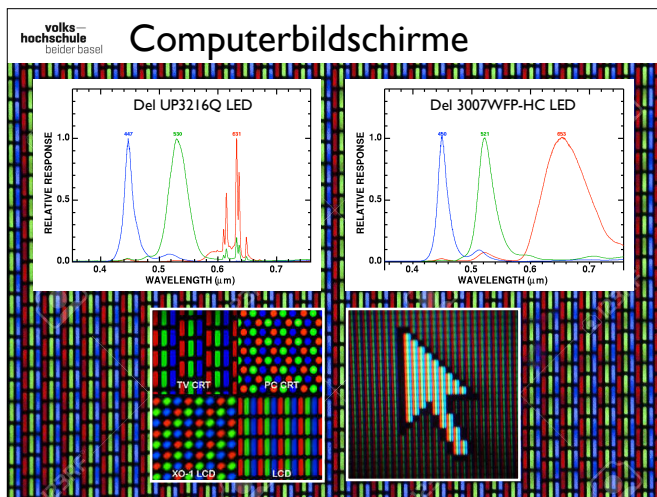 volks-
hochschule
beider basel
Computerbildschirme
Del UP3216Q LED
447
530
631
1.0
0.5
0.0
RELATIVE RESPONSE
0.4
0.5
0.6
0.7
WAVELENGTH (μm)
Del 3007WFP-HC LED
450
521
653
1.0
0.5
0.0
RELATIVE RESPONSE
0.4
0.5
0.6
0.7
WAVELENGTH (μm)
TV CRT
PC CRT
XO-1 LCD
LCD